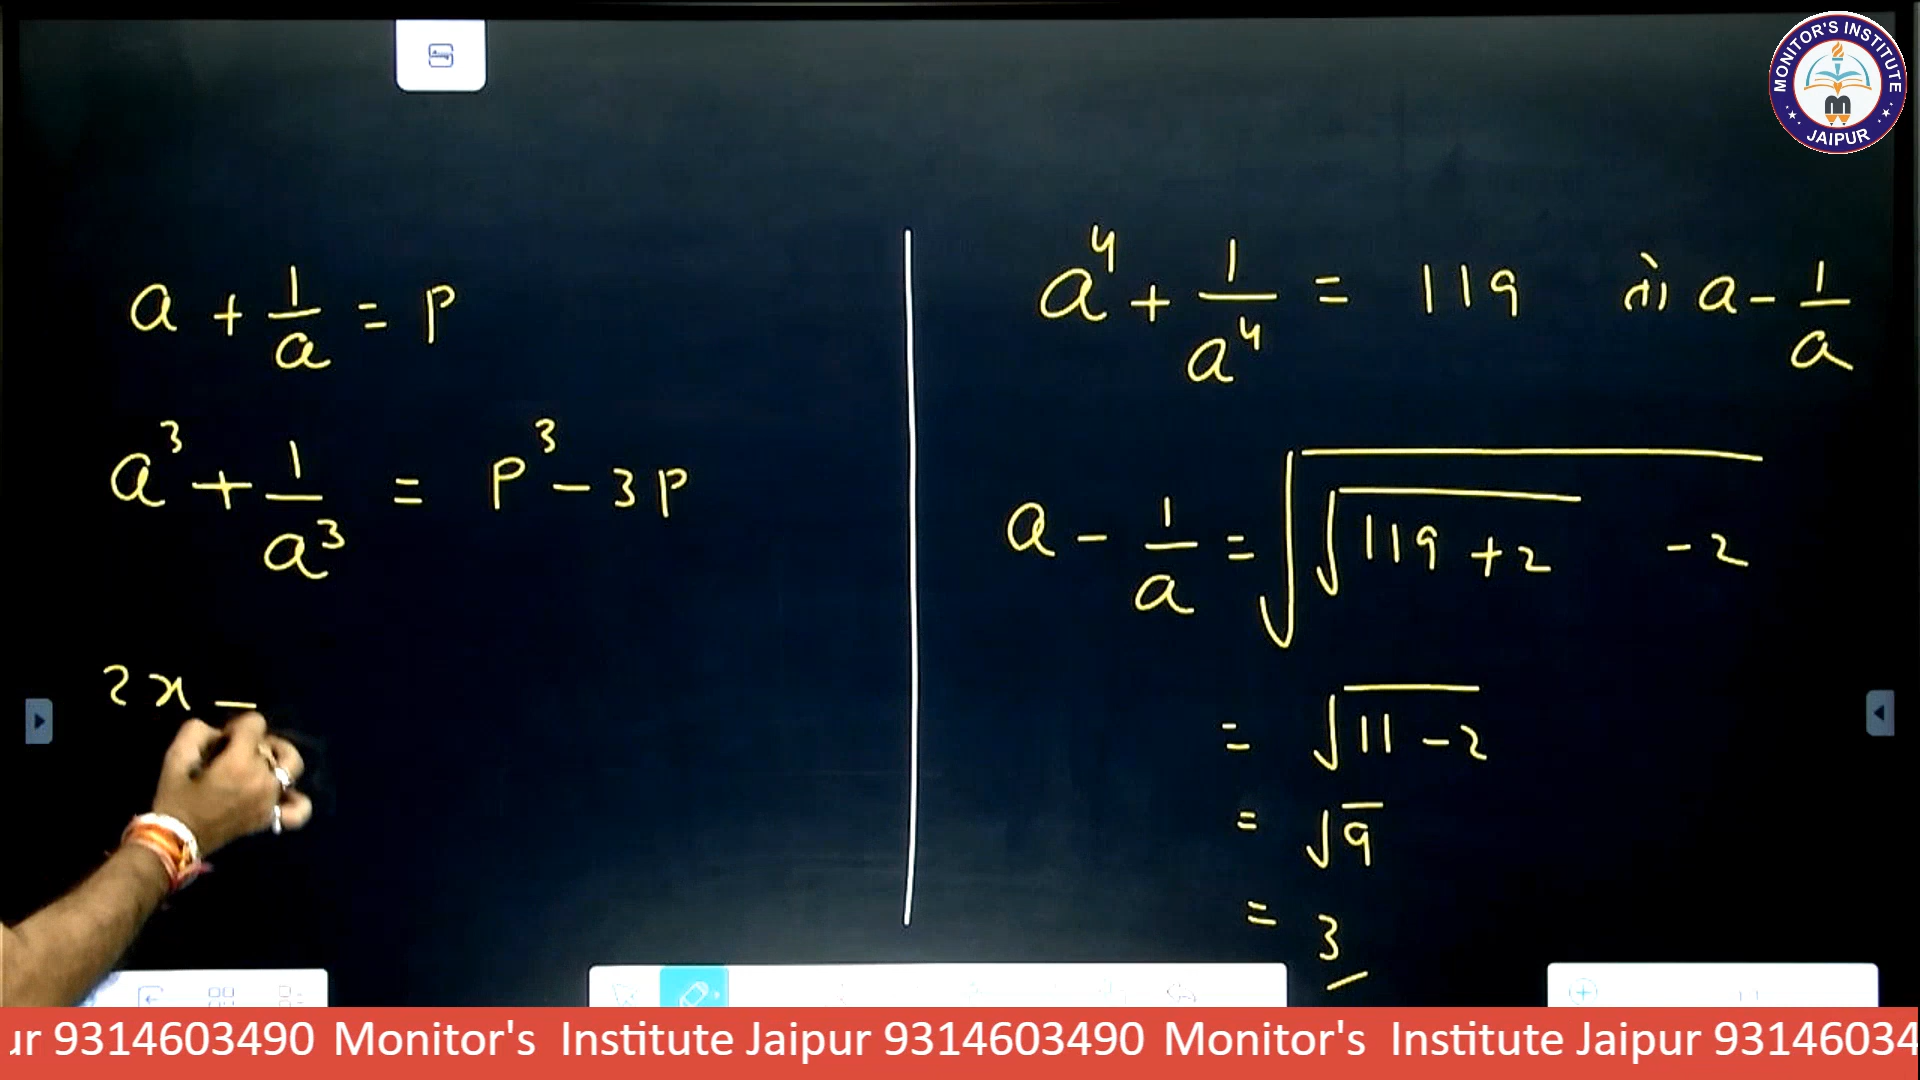 MONITOR'S INSTITUTE
JAIPUR
a + 1/a = p
a³ + 1/a³ = p³ - 3p
2x -
a⁴ + 1/a⁴ = 119 तो a - 1/a
a - 1/a = √(√(119 + 2) - 2)
= √(11 - 2)
= √9
= 3
ur 9314603490 Monitor's Institute Jaipur 9314603490 Monitor's Institute Jaipur 93146034